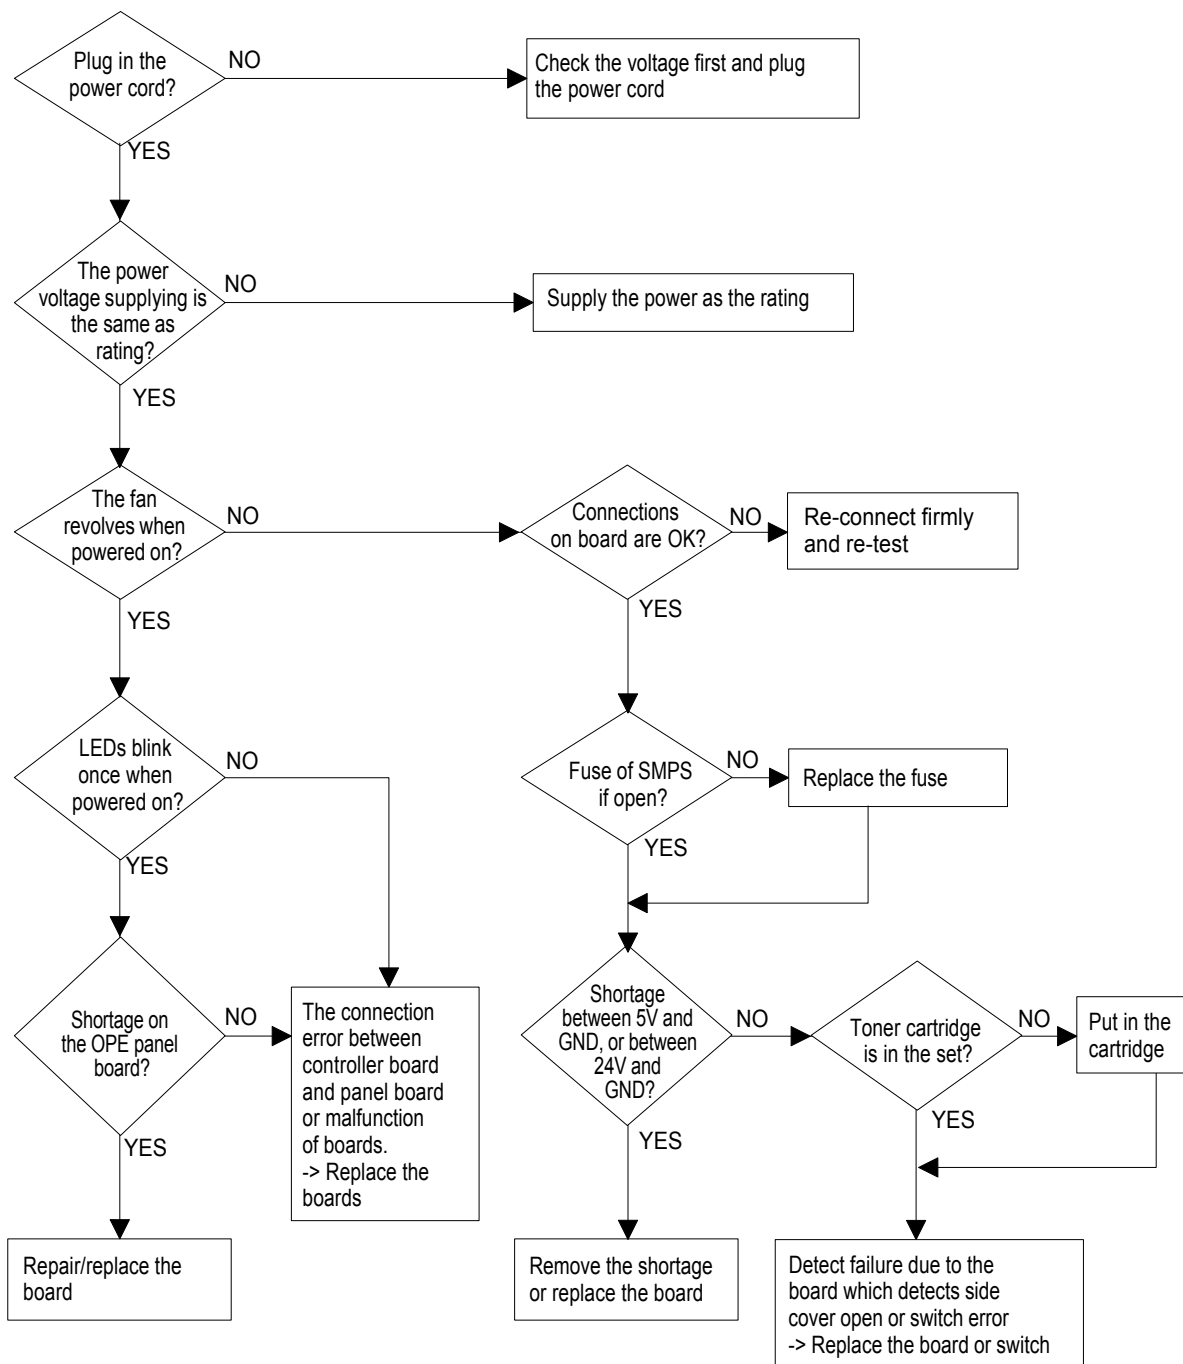 Plug in the
power cord?
NO
Check the voltage first and plug
the power cord
YES
The power
voltage supplying is
the same as
rating?
NO
Supply the power as the rating
YES
The fan
revolves when
powered on?
NO
Connections
on board are OK?
NO
Re-connect firmly
and re-test
YES
YES
LEDs blink
once when
powered on?
NO
Fuse of SMPS
if open?
NO
Replace the fuse
YES
YES
Shortage on
the OPE panel
board?
NO
The connection
error between
controller board
and panel board
or malfunction
of boards.
-> Replace the
boards
Shortage
between 5V and
GND, or between
24V and
GND?
NO
Toner cartridge
is in the set?
NO
Put in the
cartridge
YES
YES
YES
Repair/replace the
board
Remove the shortage
or replace the board
Detect failure due to the
board which detects side
cover open or switch error
-> Replace the board or switch